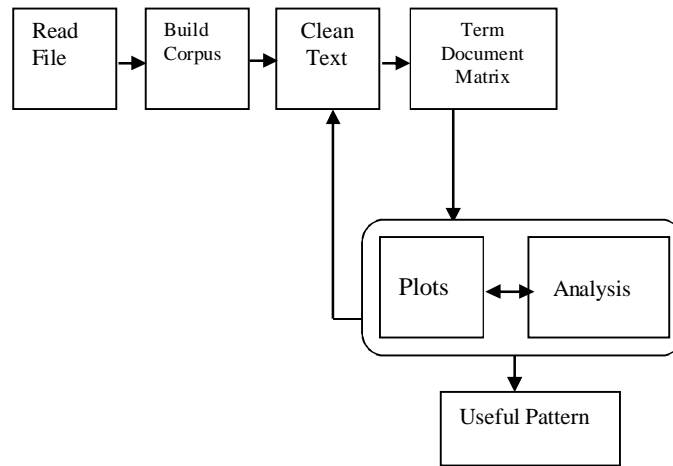 Read
File
Build
Corpus
Clean
Text
Term
Document
Matrix
Plots
Analysis
Useful Pattern